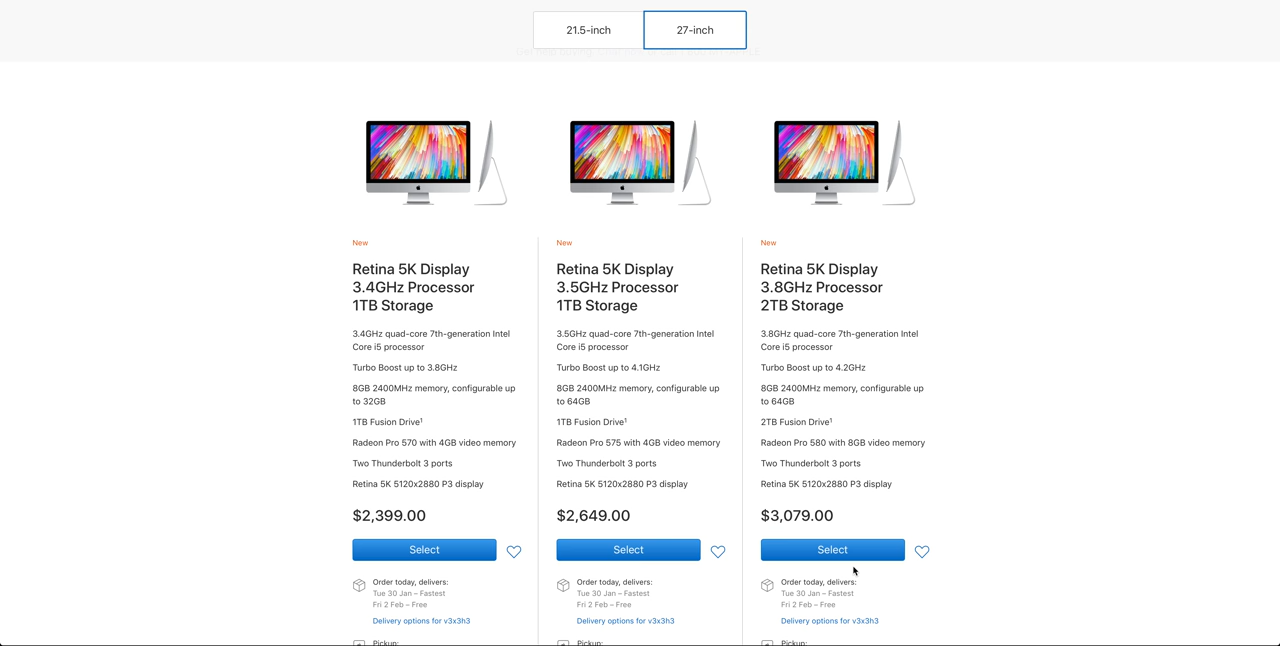 21.5-inch
27-inch
New
Retina 5K Display
3.4GHz Processor
1TB Storage
3.4GHz quad-core 7th-generation Intel
Core i5 processor
Turbo Boost up to 3.8GHz
8GB 2400MHz memory, configurable up
to 32GB
1TB Fusion Drive¹
Radeon Pro 570 with 4GB video memory
Two Thunderbolt 3 ports
Retina 5K 5120x2880 P3 display
$2,399.00
Select
Order today, delivers:
Tue 30 Jan – Fastest
Fri 2 Feb – Free
Delivery options for v3x3h3
Pickup:
New
Retina 5K Display
3.5GHz Processor
1TB Storage
3.5GHz quad-core 7th-generation Intel
Core i5 processor
Turbo Boost up to 4.1GHz
8GB 2400MHz memory, configurable up
to 64GB
1TB Fusion Drive¹
Radeon Pro 575 with 4GB video memory
Two Thunderbolt 3 ports
Retina 5K 5120x2880 P3 display
$2,649.00
Select
Order today, delivers:
Tue 30 Jan – Fastest
Fri 2 Feb – Free
Delivery options for v3x3h3
Pickup:
New
Retina 5K Display
3.8GHz Processor
2TB Storage
3.8GHz quad-core 7th-generation Intel
Core i5 processor
Turbo Boost up to 4.2GHz
8GB 2400MHz memory, configurable up
to 64GB
2TB Fusion Drive¹
Radeon Pro 580 with 8GB video memory
Two Thunderbolt 3 ports
Retina 5K 5120x2880 P3 display
$3,079.00
Select
Order today, delivers:
Tue 30 Jan – Fastest
Fri 2 Feb – Free
Delivery options for v3x3h3
Pickup: